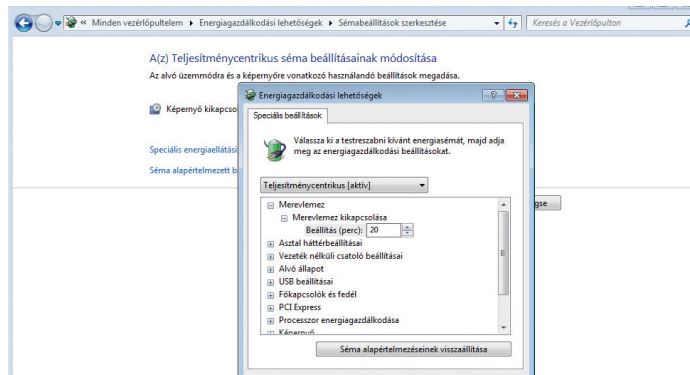 « Minden vezérlőpultelem ▸ Energiagazdálkodási lehetőségek ▸ Sémabeállítások szerkesztése
Keresés a Vezérlőpulton
A(z) Teljesítménycentrikus séma beállításainak módosítása
Az alvó üzemmódra és a képernyőre vonatkozó használandó beállítások megadása.
Energiagazdálkodási lehetőségek
Képernyő kikapcso
Speciális beállítások
Válassza ki a testreszabni kívánt energiasémát, majd adja
meg az energiagazdálkodási beállításokat.
Speciális energiaellátási
Séma alapértelmezett b
Teljesítménycentrikus [aktív]
Merevlemez
gse
Merevlemez kikapcsolása
Beállítás (perc): 20
Asztal háttérbeállításai
Vezeték nélküli csatoló beállításai
Alvó állapot
USB beállításai
Főkapcsolók és fedél
PCI Express
Processzor energiagazdálkodása
Képernyő
Séma alapértelmezéseinek visszaállítása